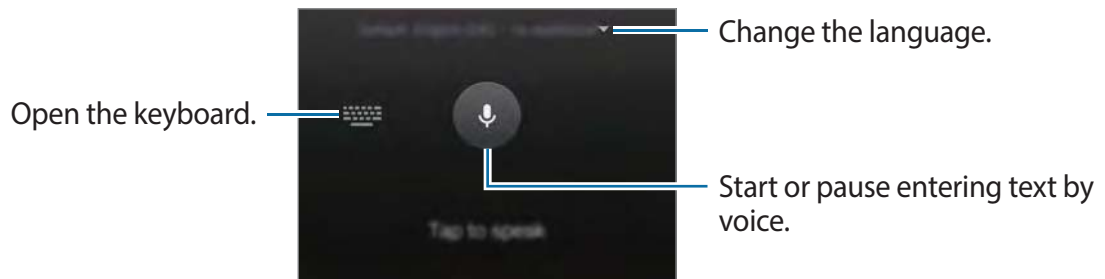 Change the language.
Open the keyboard.
Start or pause entering text by
voice.
Tap to speak